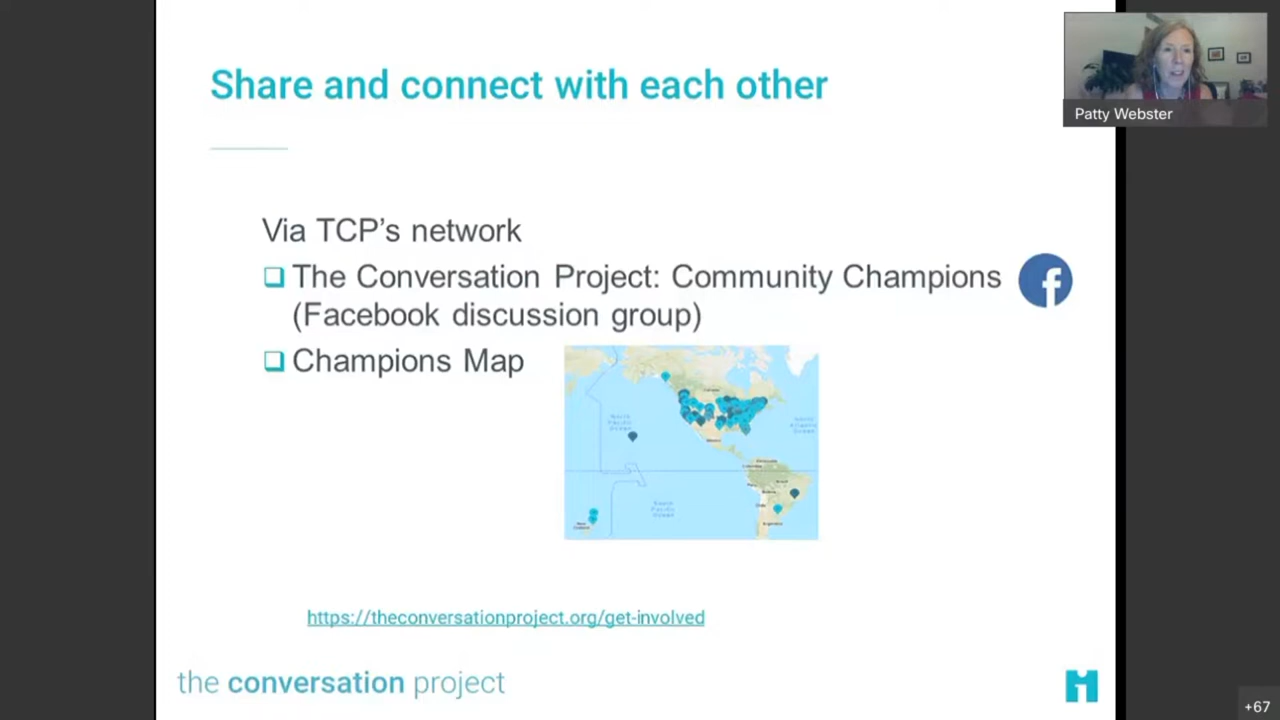 Share and connect with each other
Patty Webster
Via TCP’s network
The Conversation Project: Community Champions
(Facebook discussion group)
Champions Map
https://theconversationproject.org/get-involved
the conversation project
+67